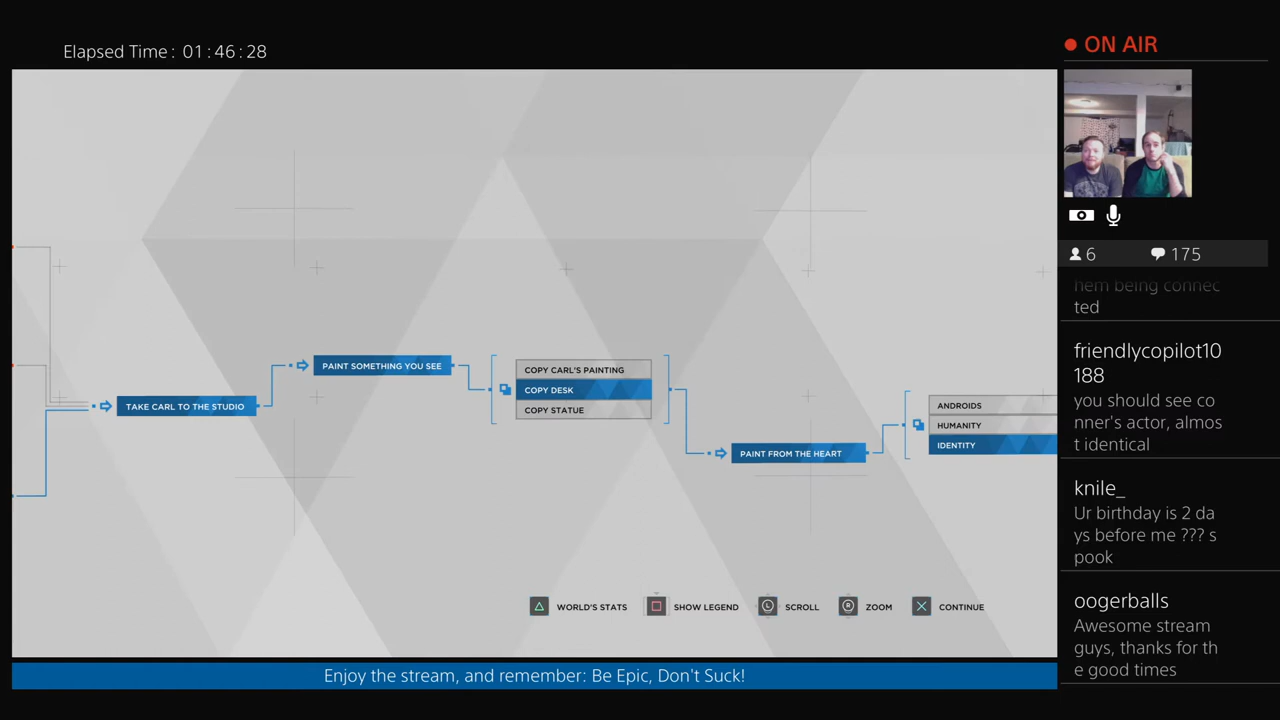 Elapsed Time : 01:46:28
ON AIR
6
175
TAKE CARL TO THE STUDIO
PAINT SOMETHING YOU SEE
COPY CARL'S PAINTING
COPY DESK
COPY STATUE
PAINT FROM THE HEART
ANDROIDS
HUMANITY
IDENTITY
WORLD'S STATS
SHOW LEGEND
L
SCROLL
R
ZOOM
CONTINUE
Enjoy the stream, and remember: Be Epic, Don't Suck!
hem being connec
ted
friendlycopilot10
188
you should see co
nner's actor, almos
t identical
knile_
Ur birthday is 2 da
ys before me ??? s
pook
oogerballs
Awesome stream
guys, thanks for th
e good times